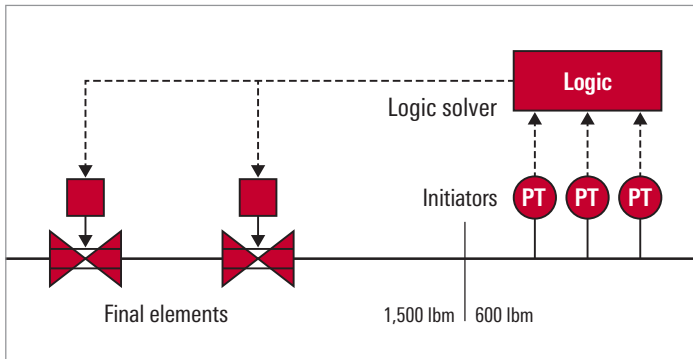 Logic
Logic solver
Initiators
PT PT PT
Final elements
1,500 lbm 600 lbm